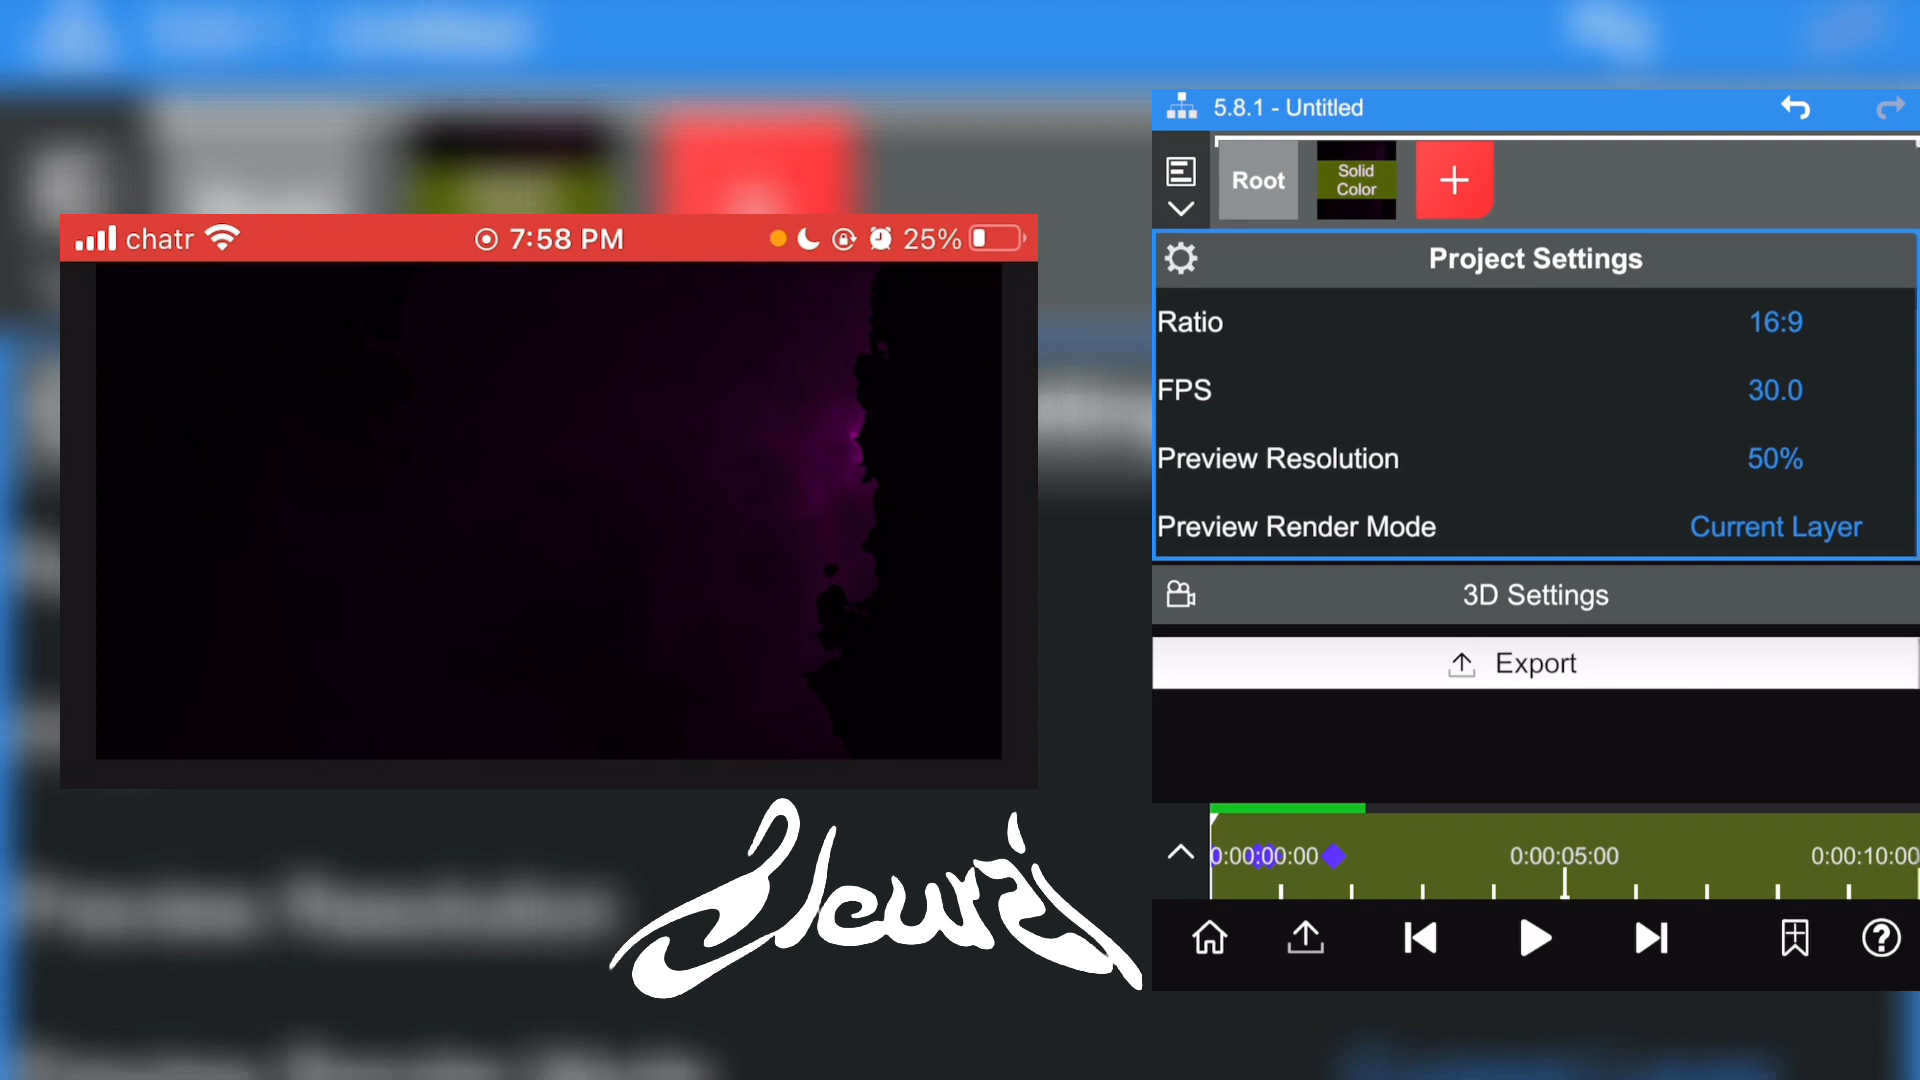 chatr 7:58 PM 25%
5.8.1 - Untitled
Root
Solid
Color
Project Settings
Ratio 16:9
FPS 30.0
Preview Resolution 50%
Preview Render Mode Current Layer
3D Settings
Export
0:00:00:00 0:00:05:00 0:00:10:00